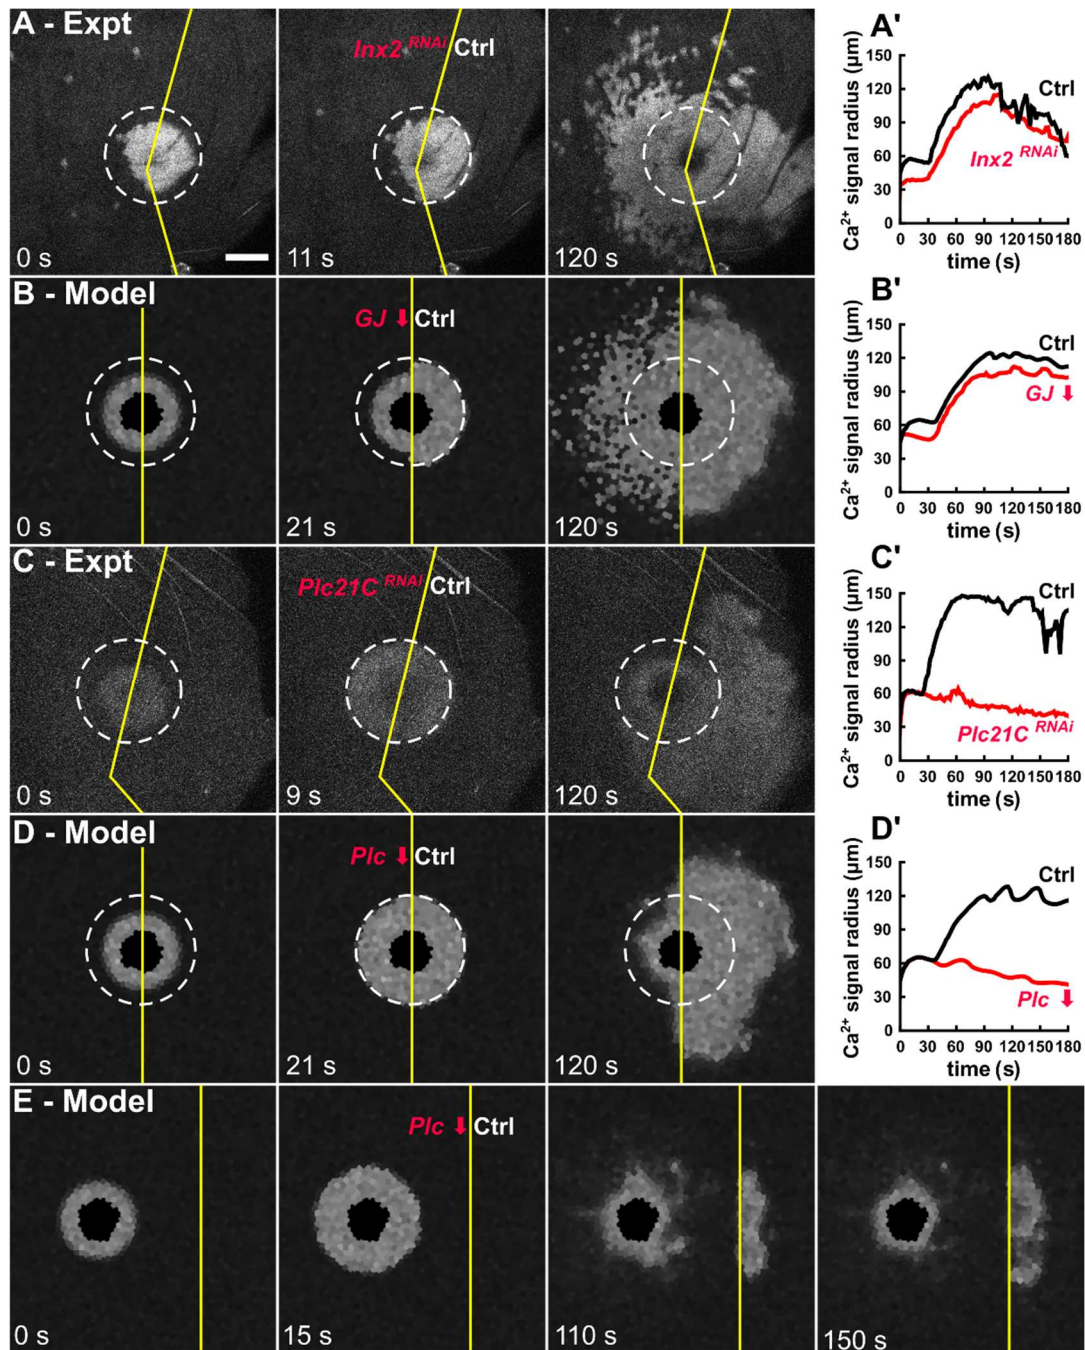 A - Expt
Inx2 RNAi Ctrl
0 s
11 s
120 s
A'
Ca2+ signal radius (μm)
150
120
90
60
30
0
Ctrl
Inx2 RNAi
0 30 60 90 120 150 180
time (s)
B - Model
GJ ⬇ Ctrl
0 s
21 s
120 s
B'
Ca2+ signal radius (μm)
150
120
90
60
30
0
Ctrl
GJ ⬇
0 30 60 90 120 150 180
time (s)
C - Expt
Plc21C RNAi Ctrl
0 s
9 s
120 s
C'
Ca2+ signal radius (μm)
150
120
90
60
30
0
Ctrl
Plc21C RNAi
0 30 60 90 120 150 180
time (s)
D - Model
Plc ⬇ Ctrl
0 s
21 s
120 s
D'
Ca2+ signal radius (μm)
150
120
90
60
30
0
Ctrl
Plc ⬇
0 30 60 90 120 150 180
time (s)
E - Model
Plc ⬇ Ctrl
0 s
15 s
110 s
150 s